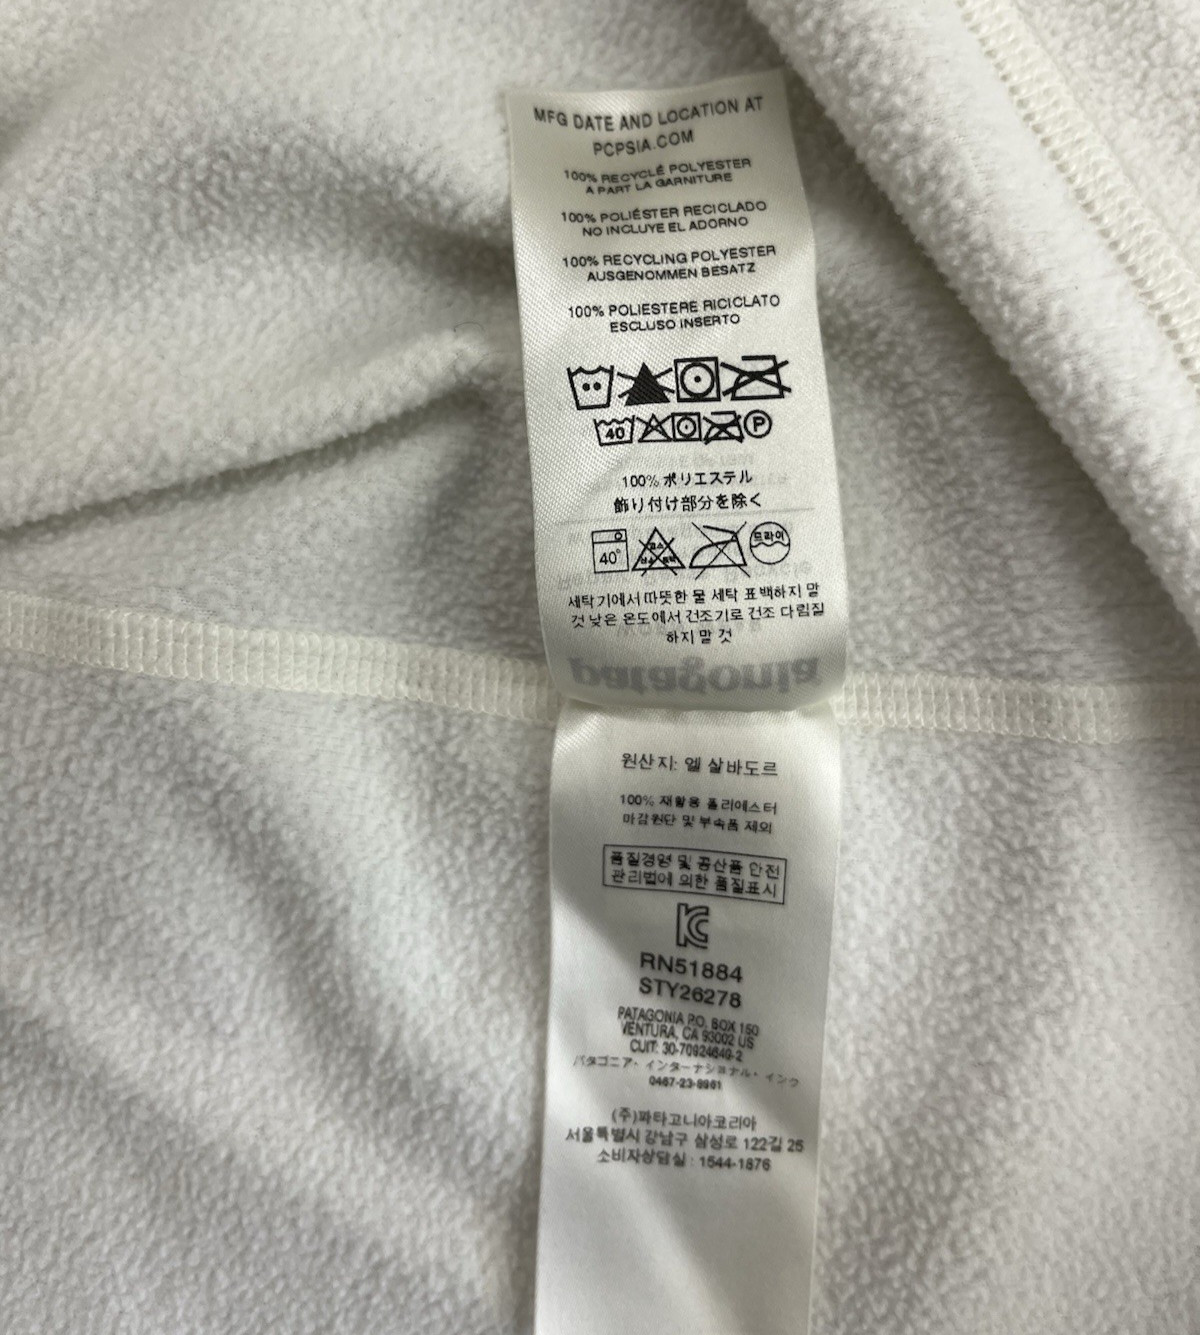 MFG DATE AND LOCATION AT
PCPSIA.COM
100% RECYCLÉ POLYESTER
A PART LA GARNITURE
100% POLIÉSTER RECICLADO
NO INCLUYE EL ADORNO
100% RECYCLING POLYESTER
AUSGENOMMEN BESATZ
100% POLIESTERE RICICLATO
ESCLUSO INSERTO
40 P
100% ポリエステル
飾り付け部分を除く
40° 드라이
세탁기에서 따뜻한 물 세탁 표백하지 말
것 낮은 온도에서 건조기로 건조 다림질
하지 말 것
patagonia
원산지: 엘 살바도르
100% 재활용 폴리에스터
마감원단 및 부속품 제외
품질경영 및 공산품 안전
관리법에 의한 품질표시
RN51884
STY26278
PATAGONIA P.O. BOX 150
VENTURA, CA 93002 US
CUIT: 30-70924649-2
パタゴニア・インターナショナル・インク
0467-23-8961
(주)파타고니아코리아
서울특별시 강남구 삼성로 122길 25
소비자상담실 : 1544-1876